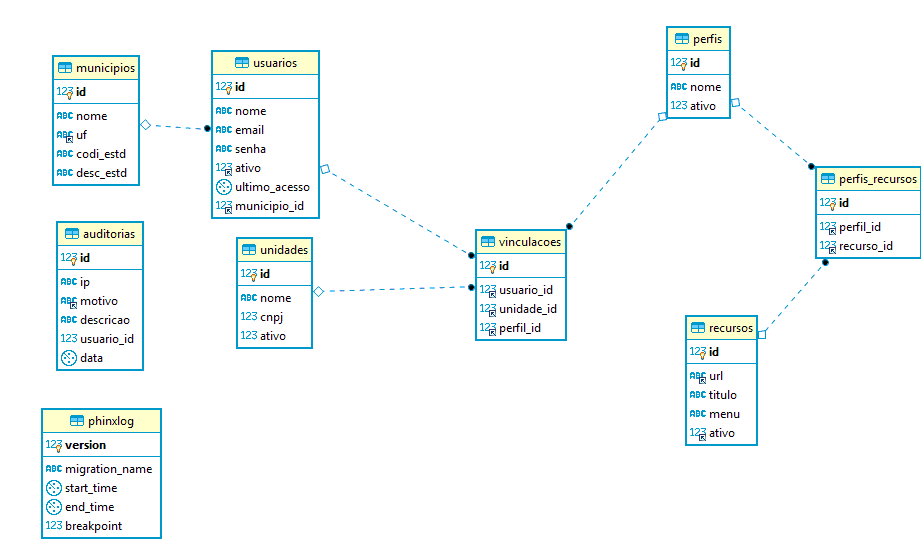 municipios
123 id
ABC nome
ABC uf
ABC codi_estd
ABC desc_estd
usuarios
123 id
ABC nome
ABC email
ABC senha
123 ativo
ultimo_acesso
123 municipio_id
perfis
123 id
ABC nome
123 ativo
perfis_recursos
123 id
123 perfil_id
123 recurso_id
auditorias
123 id
ABC ip
ABC motivo
ABC descricao
123 usuario_id
data
unidades
123 id
ABC nome
123 cnpj
123 ativo
vinculacoes
123 id
123 usuario_id
123 unidade_id
123 perfil_id
recursos
123 id
ABC url
ABC titulo
ABC menu
123 ativo
phinxlog
123 version
ABC migration_name
start_time
end_time
123 breakpoint